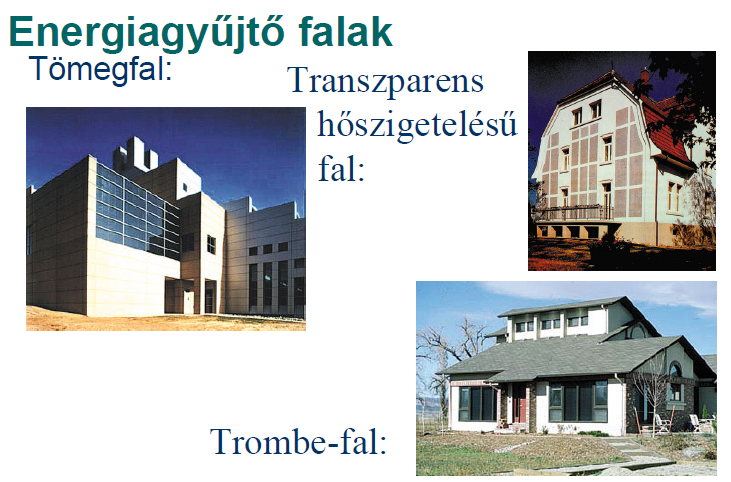 Energiagyűjtő falak
Tömegfal:
Transzparens
hőszigetelésű
fal:
Trombe-fal: